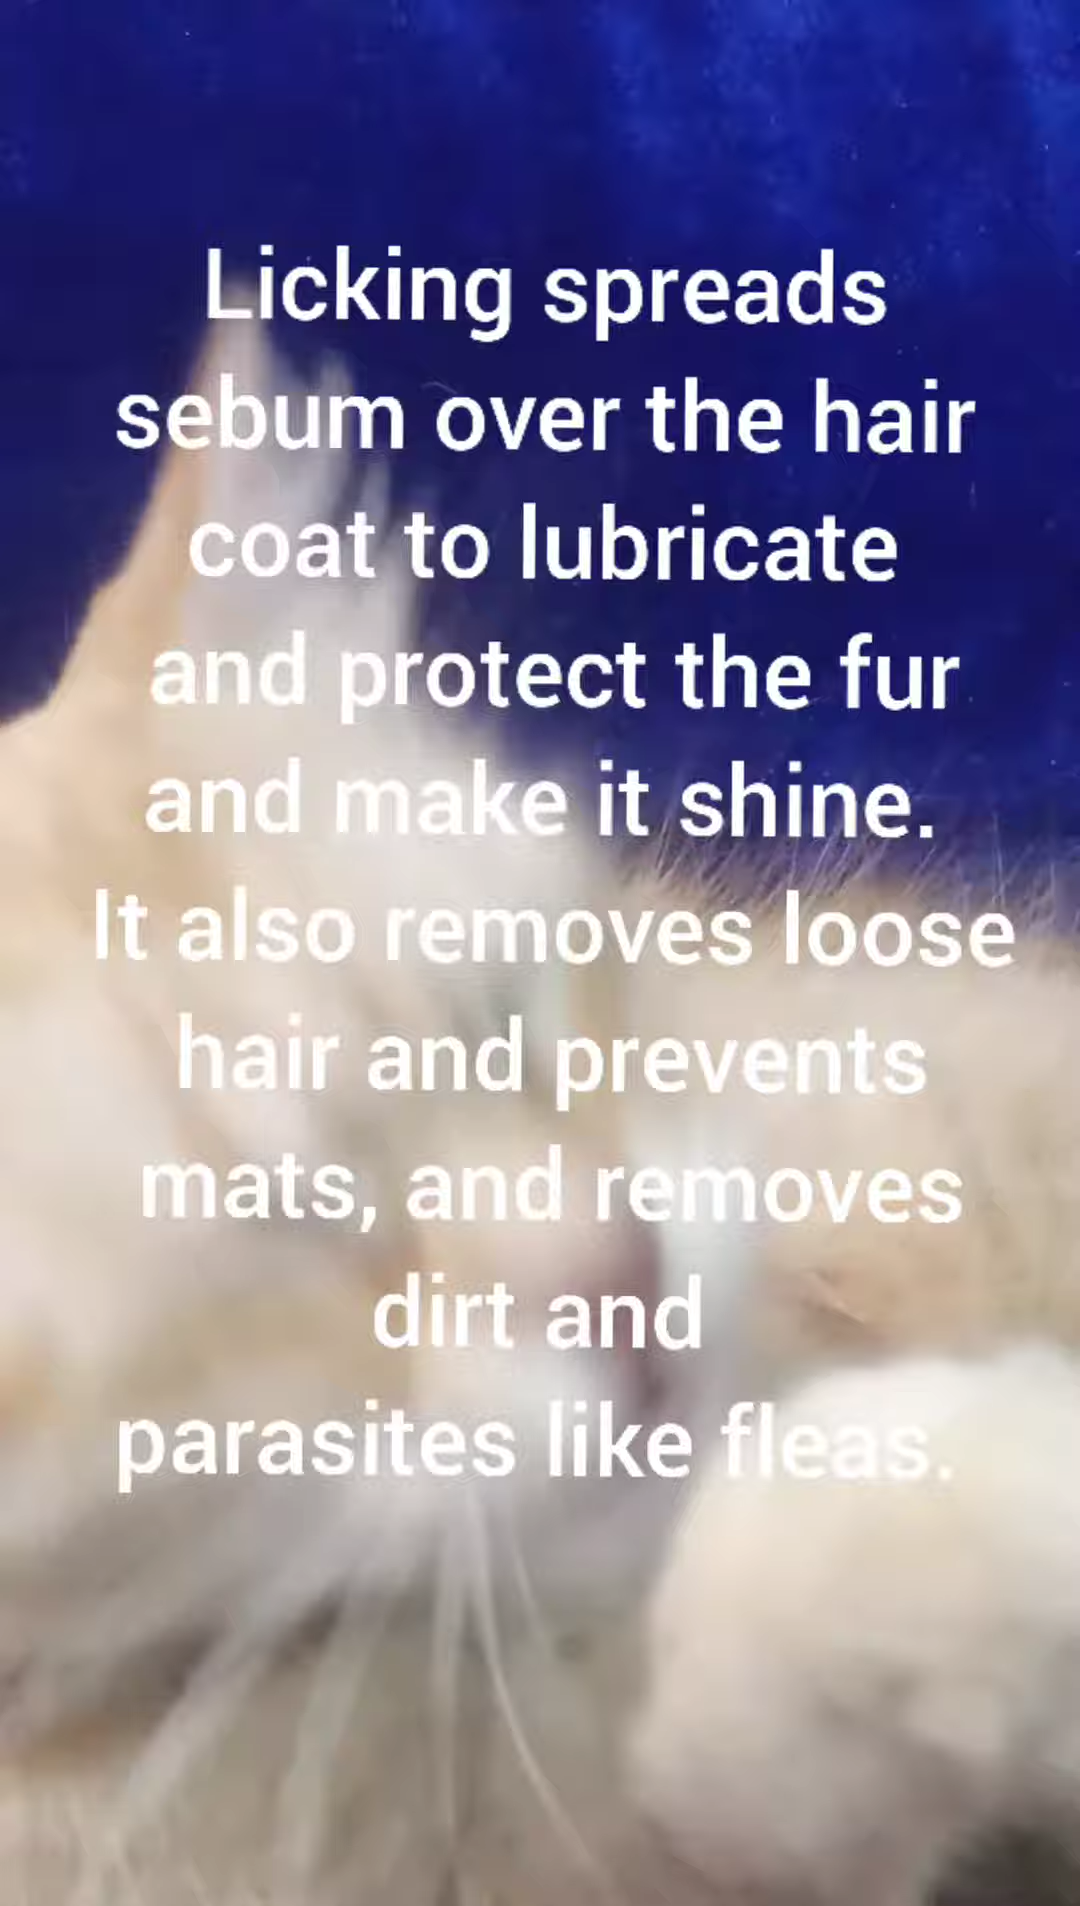 Licking spreads
sebum over the hair
coat to lubricate
and protect the fur
and make it shine.
It also removes loose
hair and prevents
mats, and removes
dirt and
parasites like fleas.